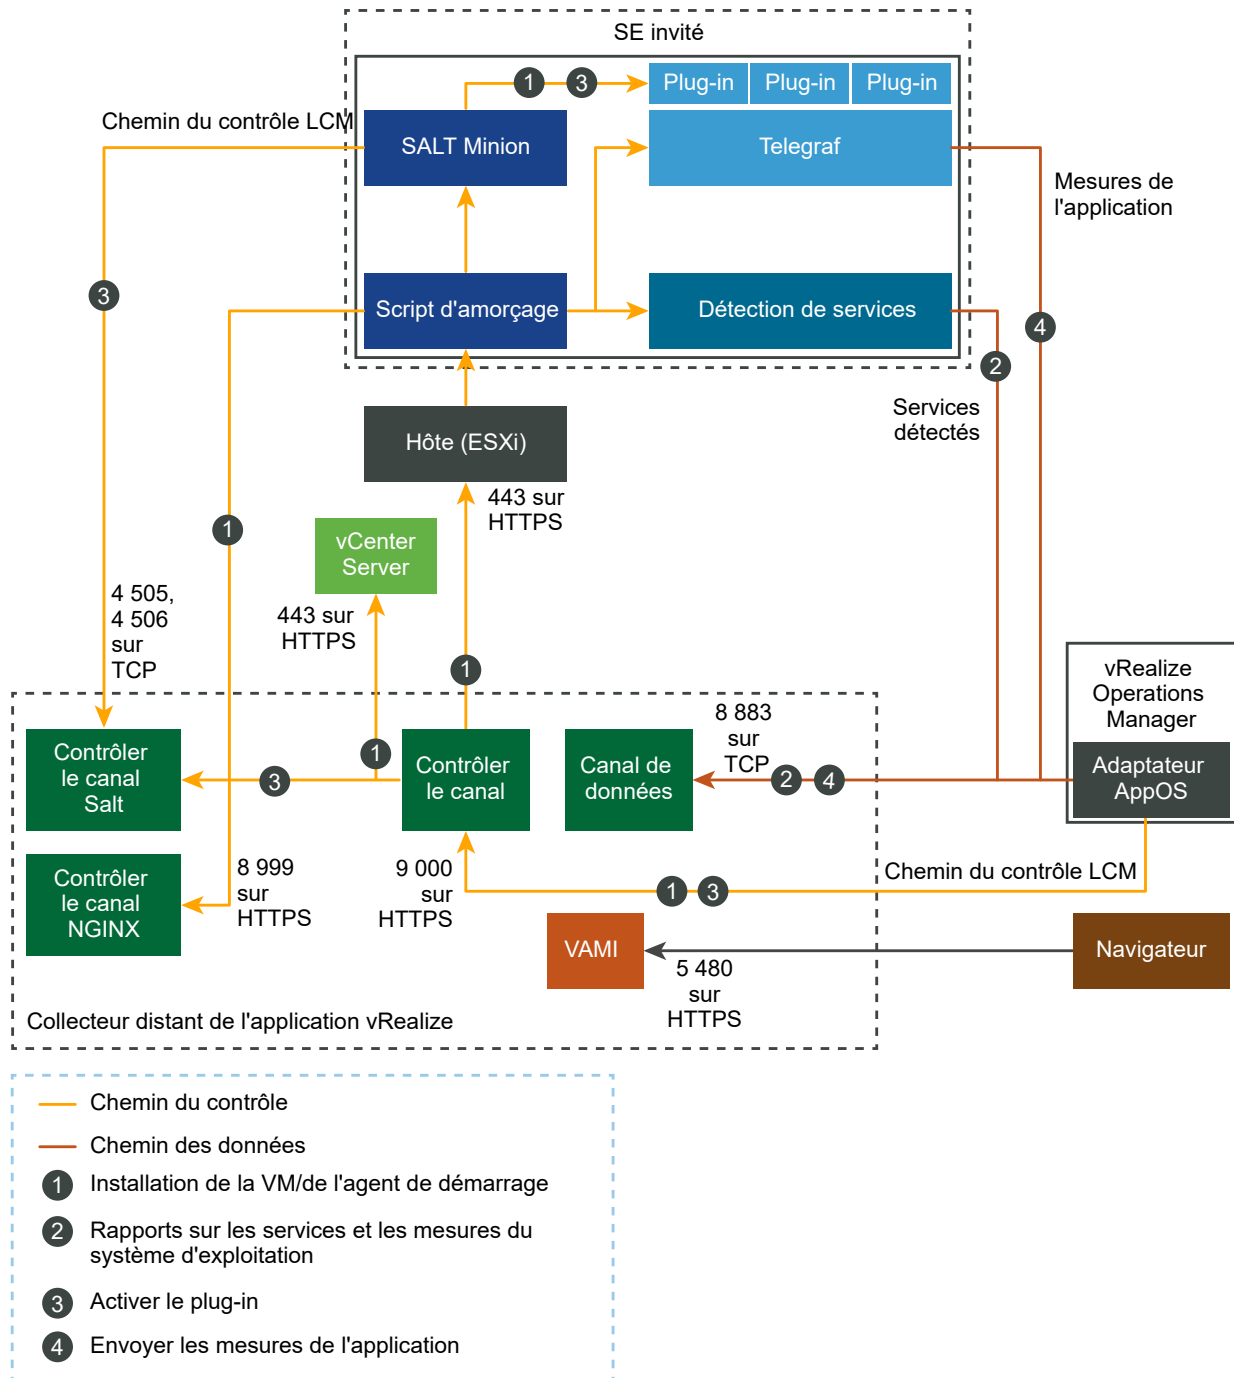 SE invité
1
3
Plug-in
Plug-in
Plug-in
Chemin du contrôle LCM
SALT Minion
Telegraf
Mesures de
l'application
3
Script d'amorçage
Détection de services
4
2
Services
détectés
Hôte (ESXi)
443 sur
HTTPS
1
vCenter
Server
4 505,
4 506
sur
TCP
443 sur
HTTPS
1
vRealize
Operations
Manager
Contrôler
le canal
Salt
3
1
Contrôler
le canal
Canal de
données
8 883
sur
TCP
2
4
Adaptateur
AppOS
Contrôler
le canal
NGINX
8 999
sur
HTTPS
9 000
sur
HTTPS
1
3
Chemin du contrôle LCM
VAMI
5 480
sur
HTTPS
Navigateur
Collecteur distant de l'application vRealize
Chemin du contrôle
Chemin des données
1 Installation de la VM/de l'agent de démarrage
2 Rapports sur les services et les mesures du
système d'exploitation
3 Activer le plug-in
4 Envoyer les mesures de l'application